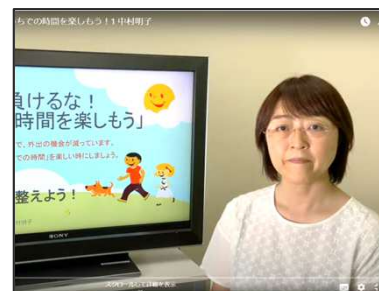 ちでの時間を楽しもう！1 中村明子
負けるな！
時間を楽しもう」
で、外出の機会が減っています。
での時間」を楽しい時にしましょう。
整えよう！
SONY
スクロールして詳細を表示